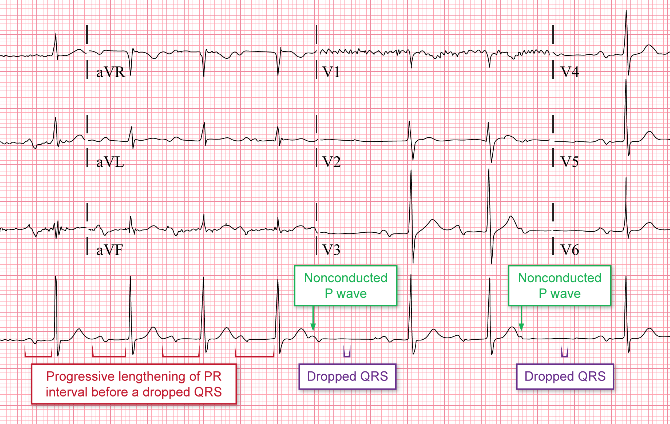 aVR
V1
V4
aVL
V2
V5
aVF
V3
V6
Nonconducted
P wave
Nonconducted
P wave
Progressive lengthening of PR
interval before a dropped QRS
Dropped QRS
Dropped QRS